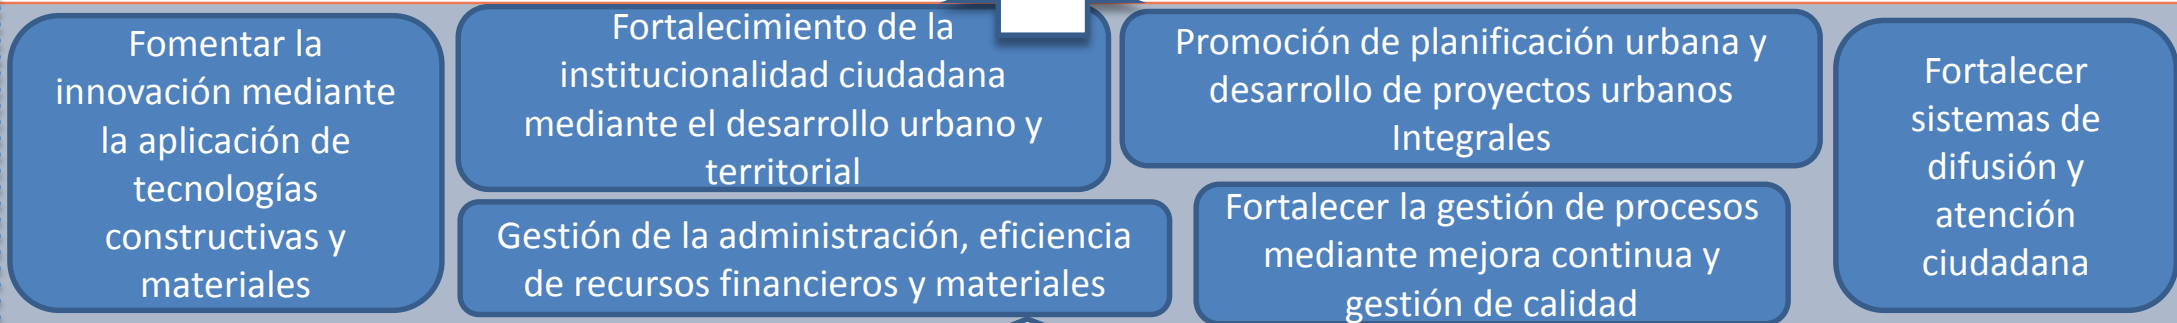 Fomentar la
innovación mediante
la aplicación de
tecnologías
constructivas y
materiales
Fortalecimiento de la
institucionalidad ciudadana
mediante el desarrollo urbano y
territorial
Promoción de planificación urbana y
desarrollo de proyectos urbanos
Integrales
Fortalecer
sistemas de
difusión y
atención
ciudadana
Gestión de la administración, eficiencia
de recursos financieros y materiales
Fortalecer la gestión de procesos
mediante mejora continua y
gestión de calidad